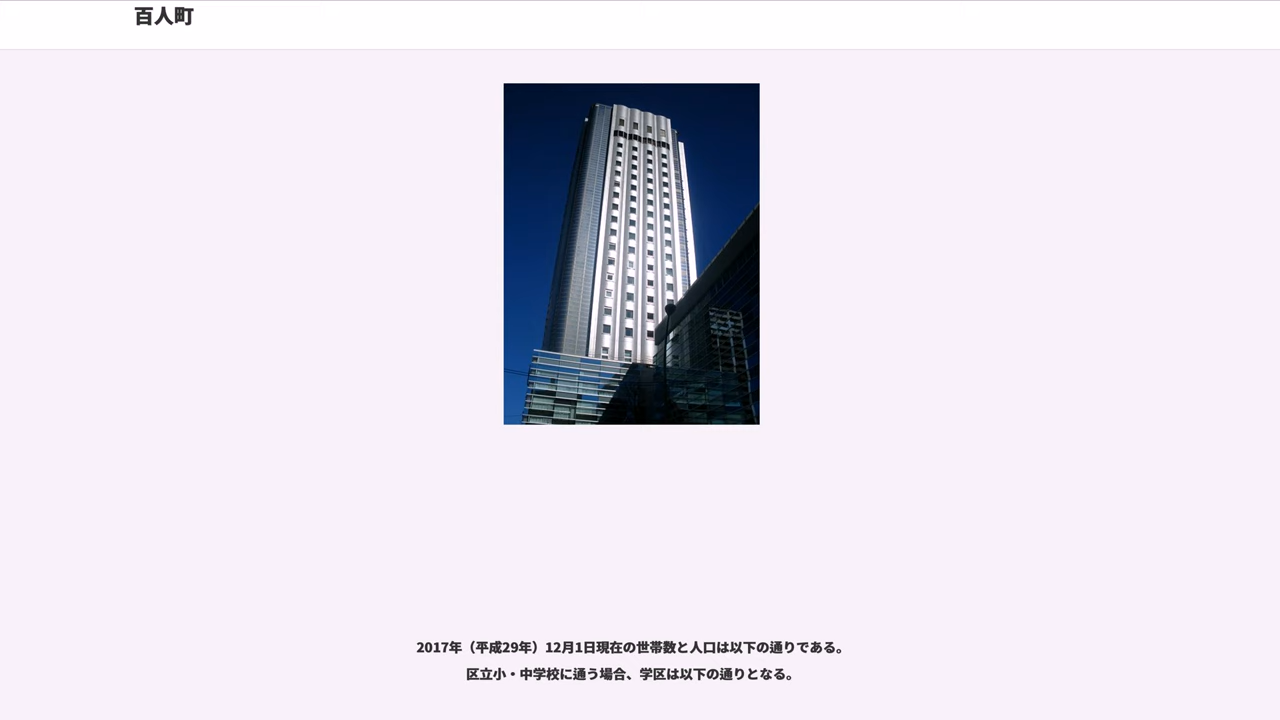 百人町
2017年（平成29年）12月1日現在の世帯数と人口は以下の通りである。
区立小・中学校に通う場合、学区は以下の通りとなる。